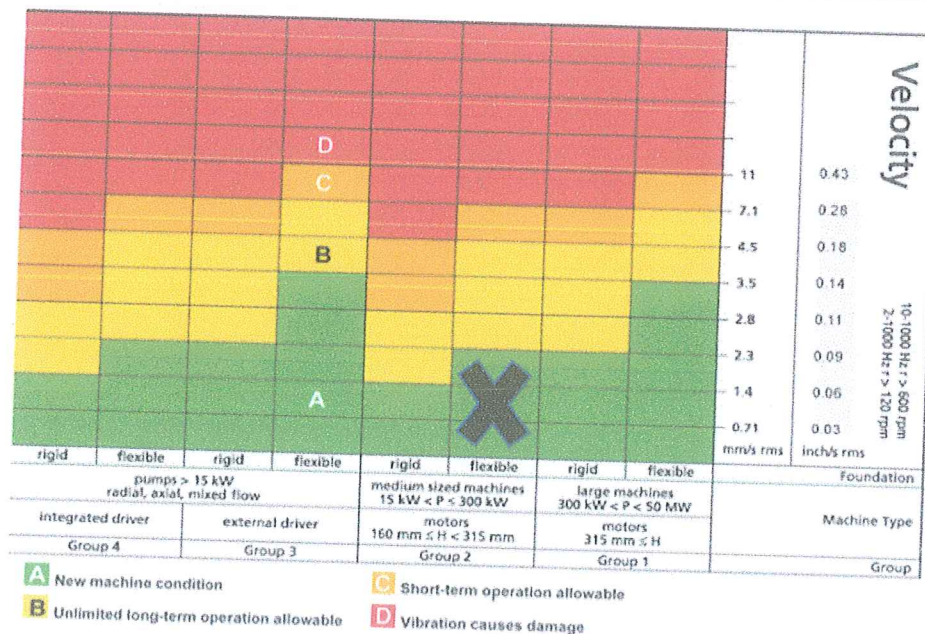 Velocity
10-1000 Hz r > 600 rpm
2-1000 Hz r > 120 rpm
D
C
B
A
11 0.43
7.1 0.28
4.5 0.18
3.5 0.14
2.8 0.11
2.3 0.09
1.4 0.06
0.71 0.03
mm/s rms inch/s rms
rigid flexible rigid flexible rigid flexible rigid flexible Foundation
pumps > 15 kW
radial, axial, mixed flow
medium sized machines
15 kW < P ≤ 300 kW
large machines
300 kW < P < 50 MW
Machine Type
integrated driver external driver
motors
160 mm ≤ H < 315 mm
motors
315 mm ≤ H
Group 4 Group 3 Group 2 Group 1 Group
A New machine condition
B Unlimited long-term operation allowable
C Short-term operation allowable
D Vibration causes damage